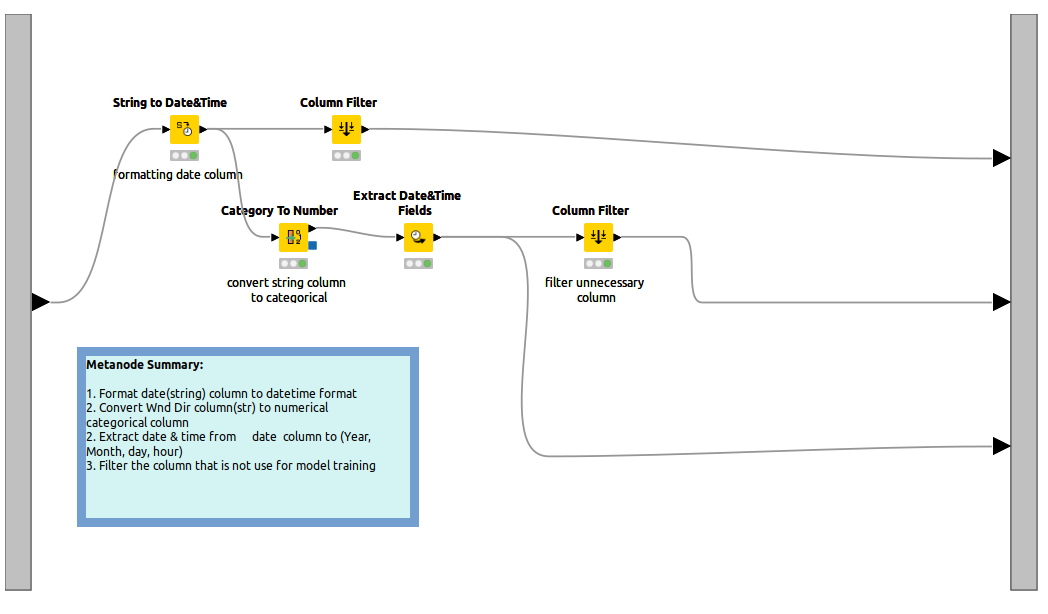 String to Date&Time
Column Filter
formatting date column
Category To Number
Extract Date&Time
Fields
Column Filter
convert string column
to categorical
filter unnecessary
column
Metanode Summary:
1. Format date(string) column to datetime format
2. Convert Wnd Dir column(str) to numerical
categorical column
2. Extract date & time from date column to (Year,
Month, day, hour)
3. Filter the column that is not use for model training